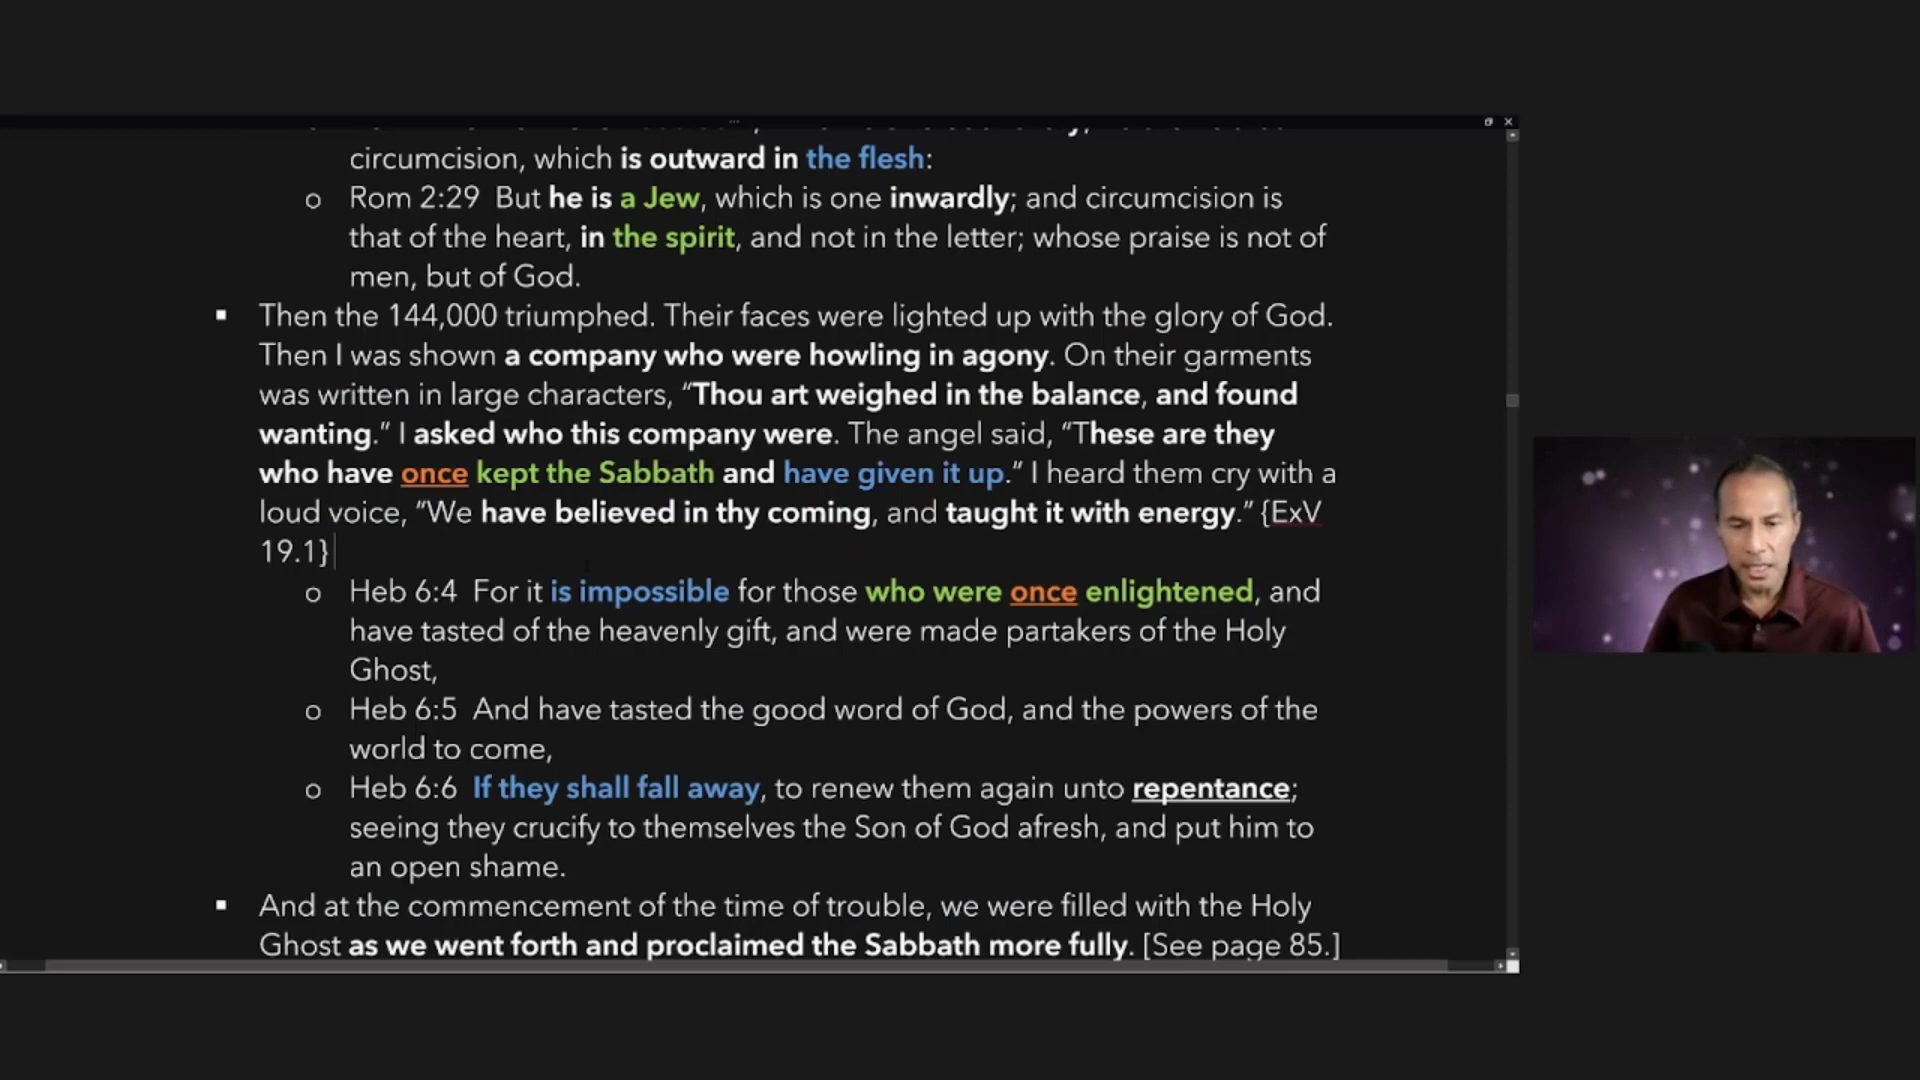 circumcision, which is outward in the flesh:
o Rom 2:29 But he is a Jew, which is one inwardly; and circumcision is
that of the heart, in the spirit, and not in the letter; whose praise is not of
men, but of God.
▪ Then the 144,000 triumphed. Their faces were lighted up with the glory of God.
Then I was shown a company who were howling in agony. On their garments
was written in large characters, “Thou art weighed in the balance, and found
wanting.” I asked who this company were. The angel said, “These are they
who have once kept the Sabbath and have given it up.” I heard them cry with a
loud voice, “We have believed in thy coming, and taught it with energy.” {ExV
19.1}
o Heb 6:4 For it is impossible for those who were once enlightened, and
have tasted of the heavenly gift, and were made partakers of the Holy
Ghost,
o Heb 6:5 And have tasted the good word of God, and the powers of the
world to come,
o Heb 6:6 If they shall fall away, to renew them again unto repentance;
seeing they crucify to themselves the Son of God afresh, and put him to
an open shame.
▪ And at the commencement of the time of trouble, we were filled with the Holy
Ghost as we went forth and proclaimed the Sabbath more fully. [See page 85.]